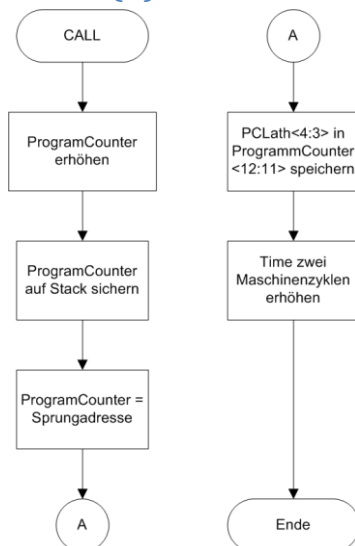 CALL
ProgramCounter
erhöhen
ProgramCounter
auf Stack sichern
ProgramCounter =
Sprungadresse
A
A
PCLath<4:3> in
ProgrammCounter
<12:11> speichern
Time zwei
Maschinenzyklen
erhöhen
Ende